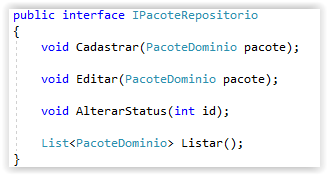 public interface IPacoteRepositorio
{
void Cadastrar(PacoteDominio pacote);
void Editar(PacoteDominio pacote);
void AlterarStatus(int id);
List<PacoteDominio> Listar();
}